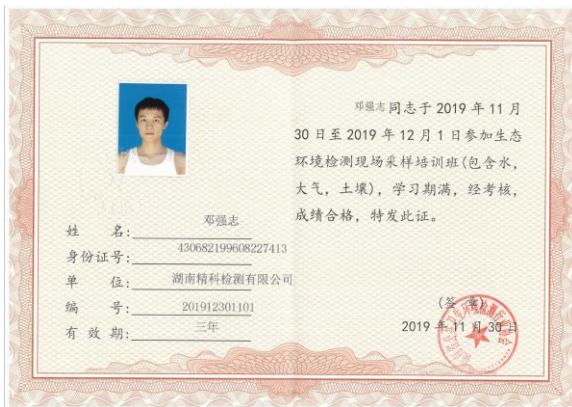 姓 名: 邓强志
身份证号: 430682199608227413
单 位: 湖南精科检测有限公司
编 号: 201912301101
有 效 期: 三年
邓强志同志于 2019 年 11 月
30 日至 2019 年 12 月 1 日参加生态
环境检测现场采样培训班(包含水,
大气,土壤),学习期满,经考核,
成绩合格,特发此证。
(签 章)
2019 年 11 月 30 日